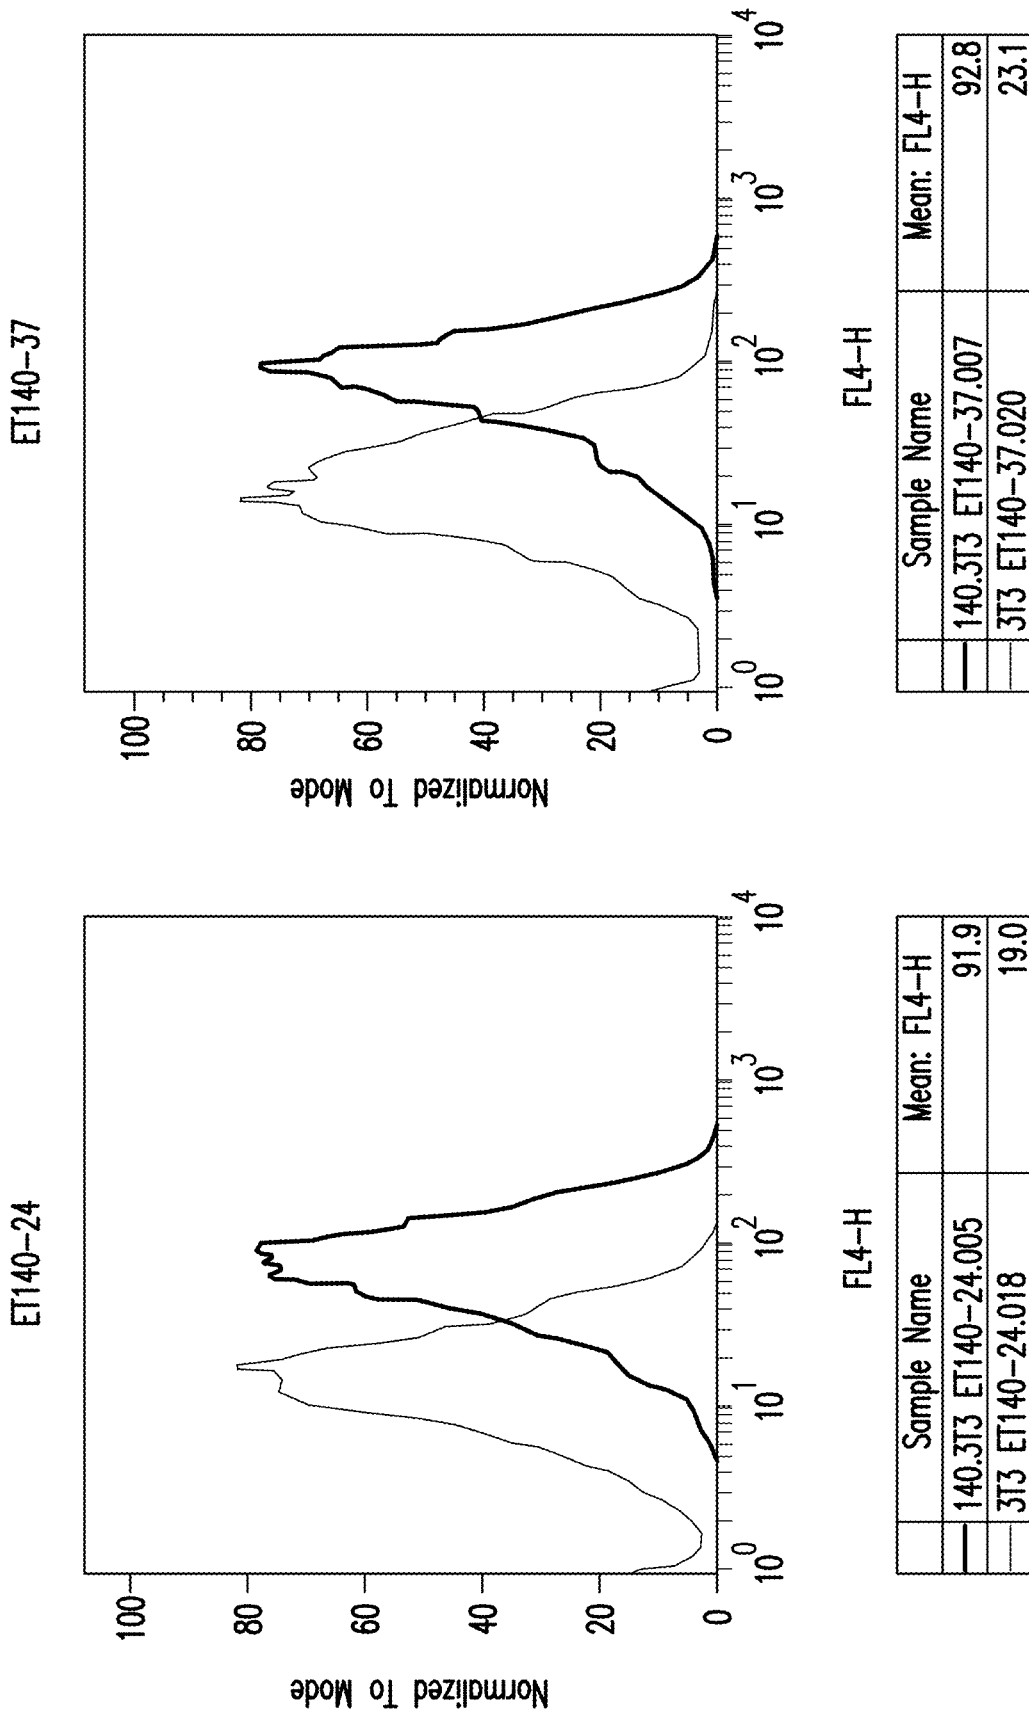 ET140-24
Normalized To Mode
100
80
60
40
20
0
10^0
10^1
10^2
10^3
10^4
FL4-H
Sample Name Mean: FL4-H
140.3T3 ET140-24.005 91.9
3T3 ET140-24.018 19.0
ET140-37
Normalized To Mode
100
80
60
40
20
0
10^0
10^1
10^2
10^3
10^4
FL4-H
Sample Name Mean: FL4-H
140.3T3 ET140-37.007 92.8
3T3 ET140-37.020 23.1